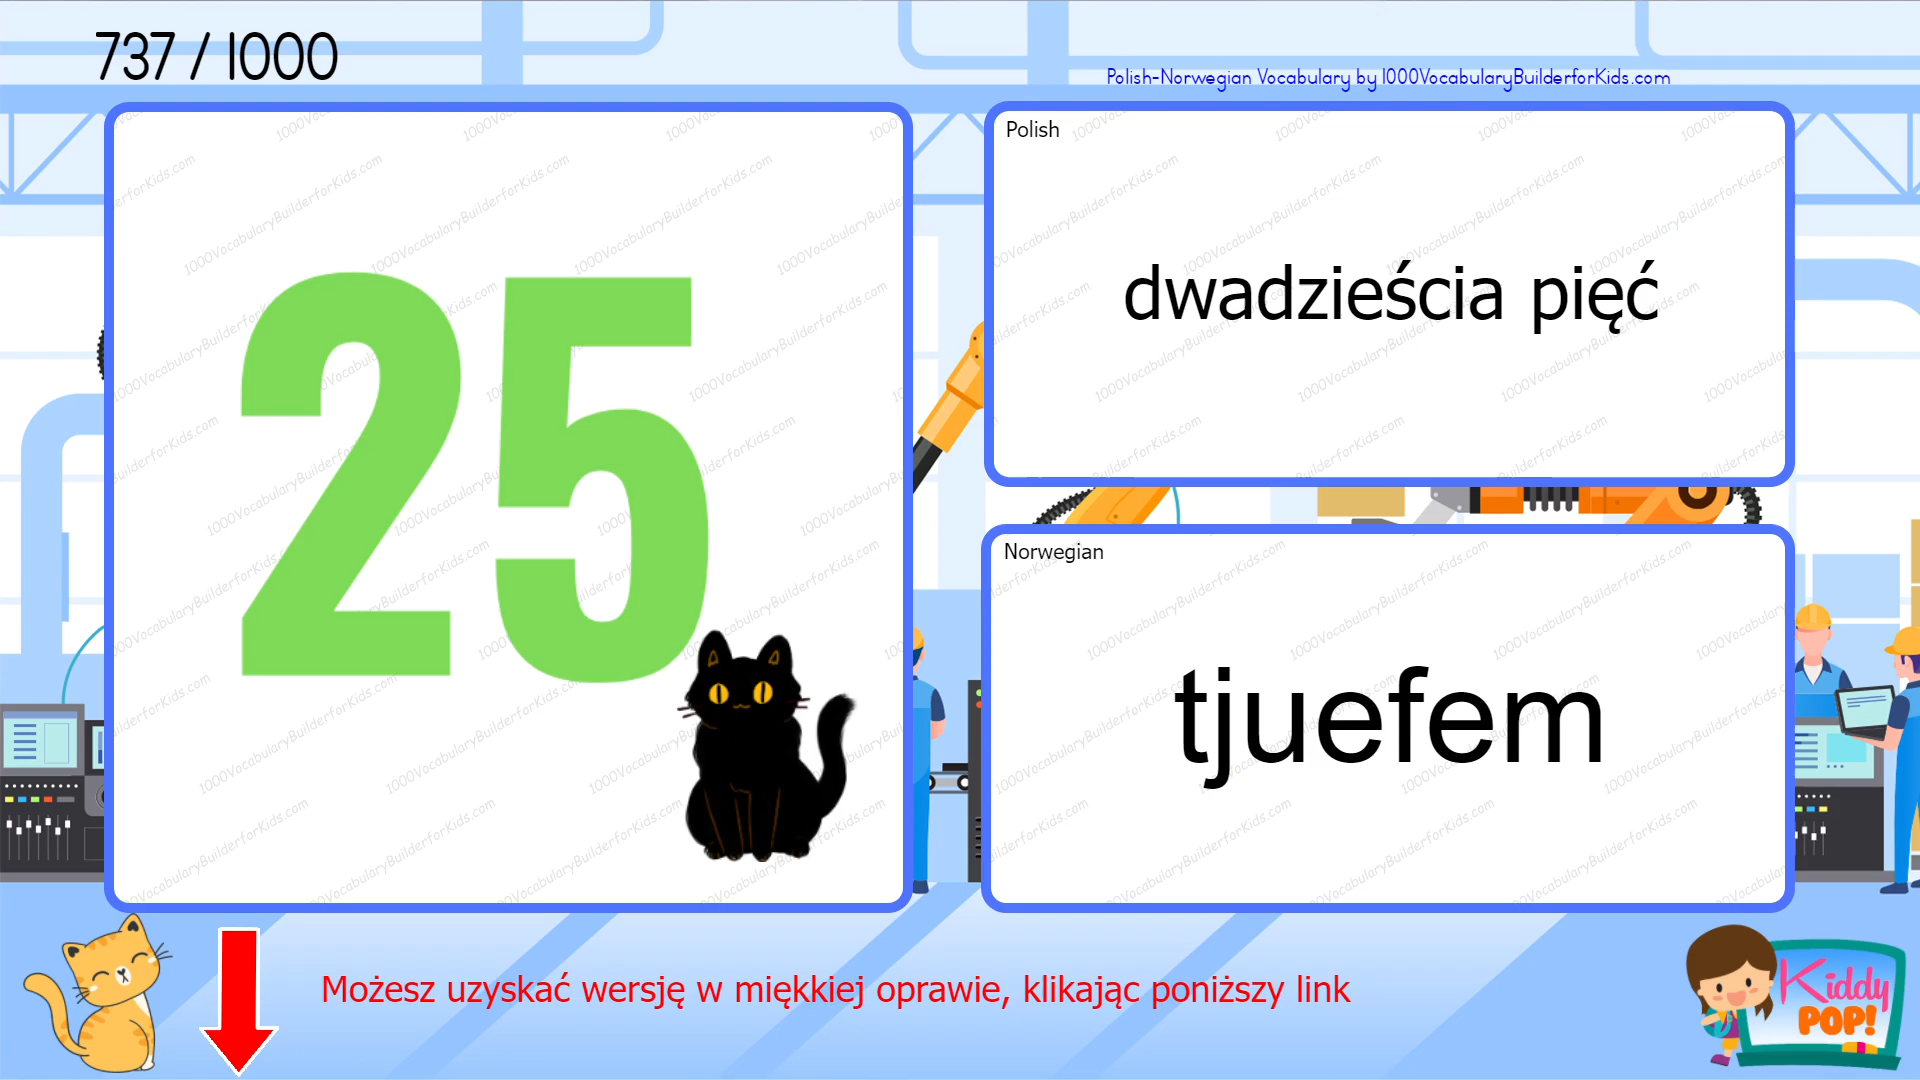 737 / 1000
Polish-Norwegian Vocabulary by 1000VocabularyBuilderforKids.com
25
Polish
dwadzieścia pięć
Norwegian
tjuefem
Możesz uzyskać wersję w miękkiej oprawie, klikając poniższy link
Kiddy
POP!